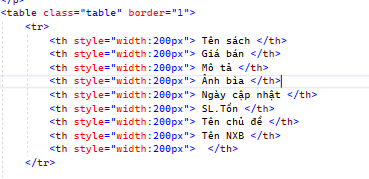 </p>
<table class="table" border="1">
<tr>
<th style="width:200px"> Tên sách </th>
<th style="width:200px"> Giá bán </th>
<th style="width:200px"> Mô tả </th>
<th style="width:200px"> Ảnh bìa </th>
<th style="width:200px"> Ngày cập nhật </th>
<th style="width:200px"> SL.Tồn </th>
<th style="width:200px"> Tên chủ đề </th>
<th style="width:200px"> Tên NXB </th>
<th style="width:200px">  </th>
</tr>